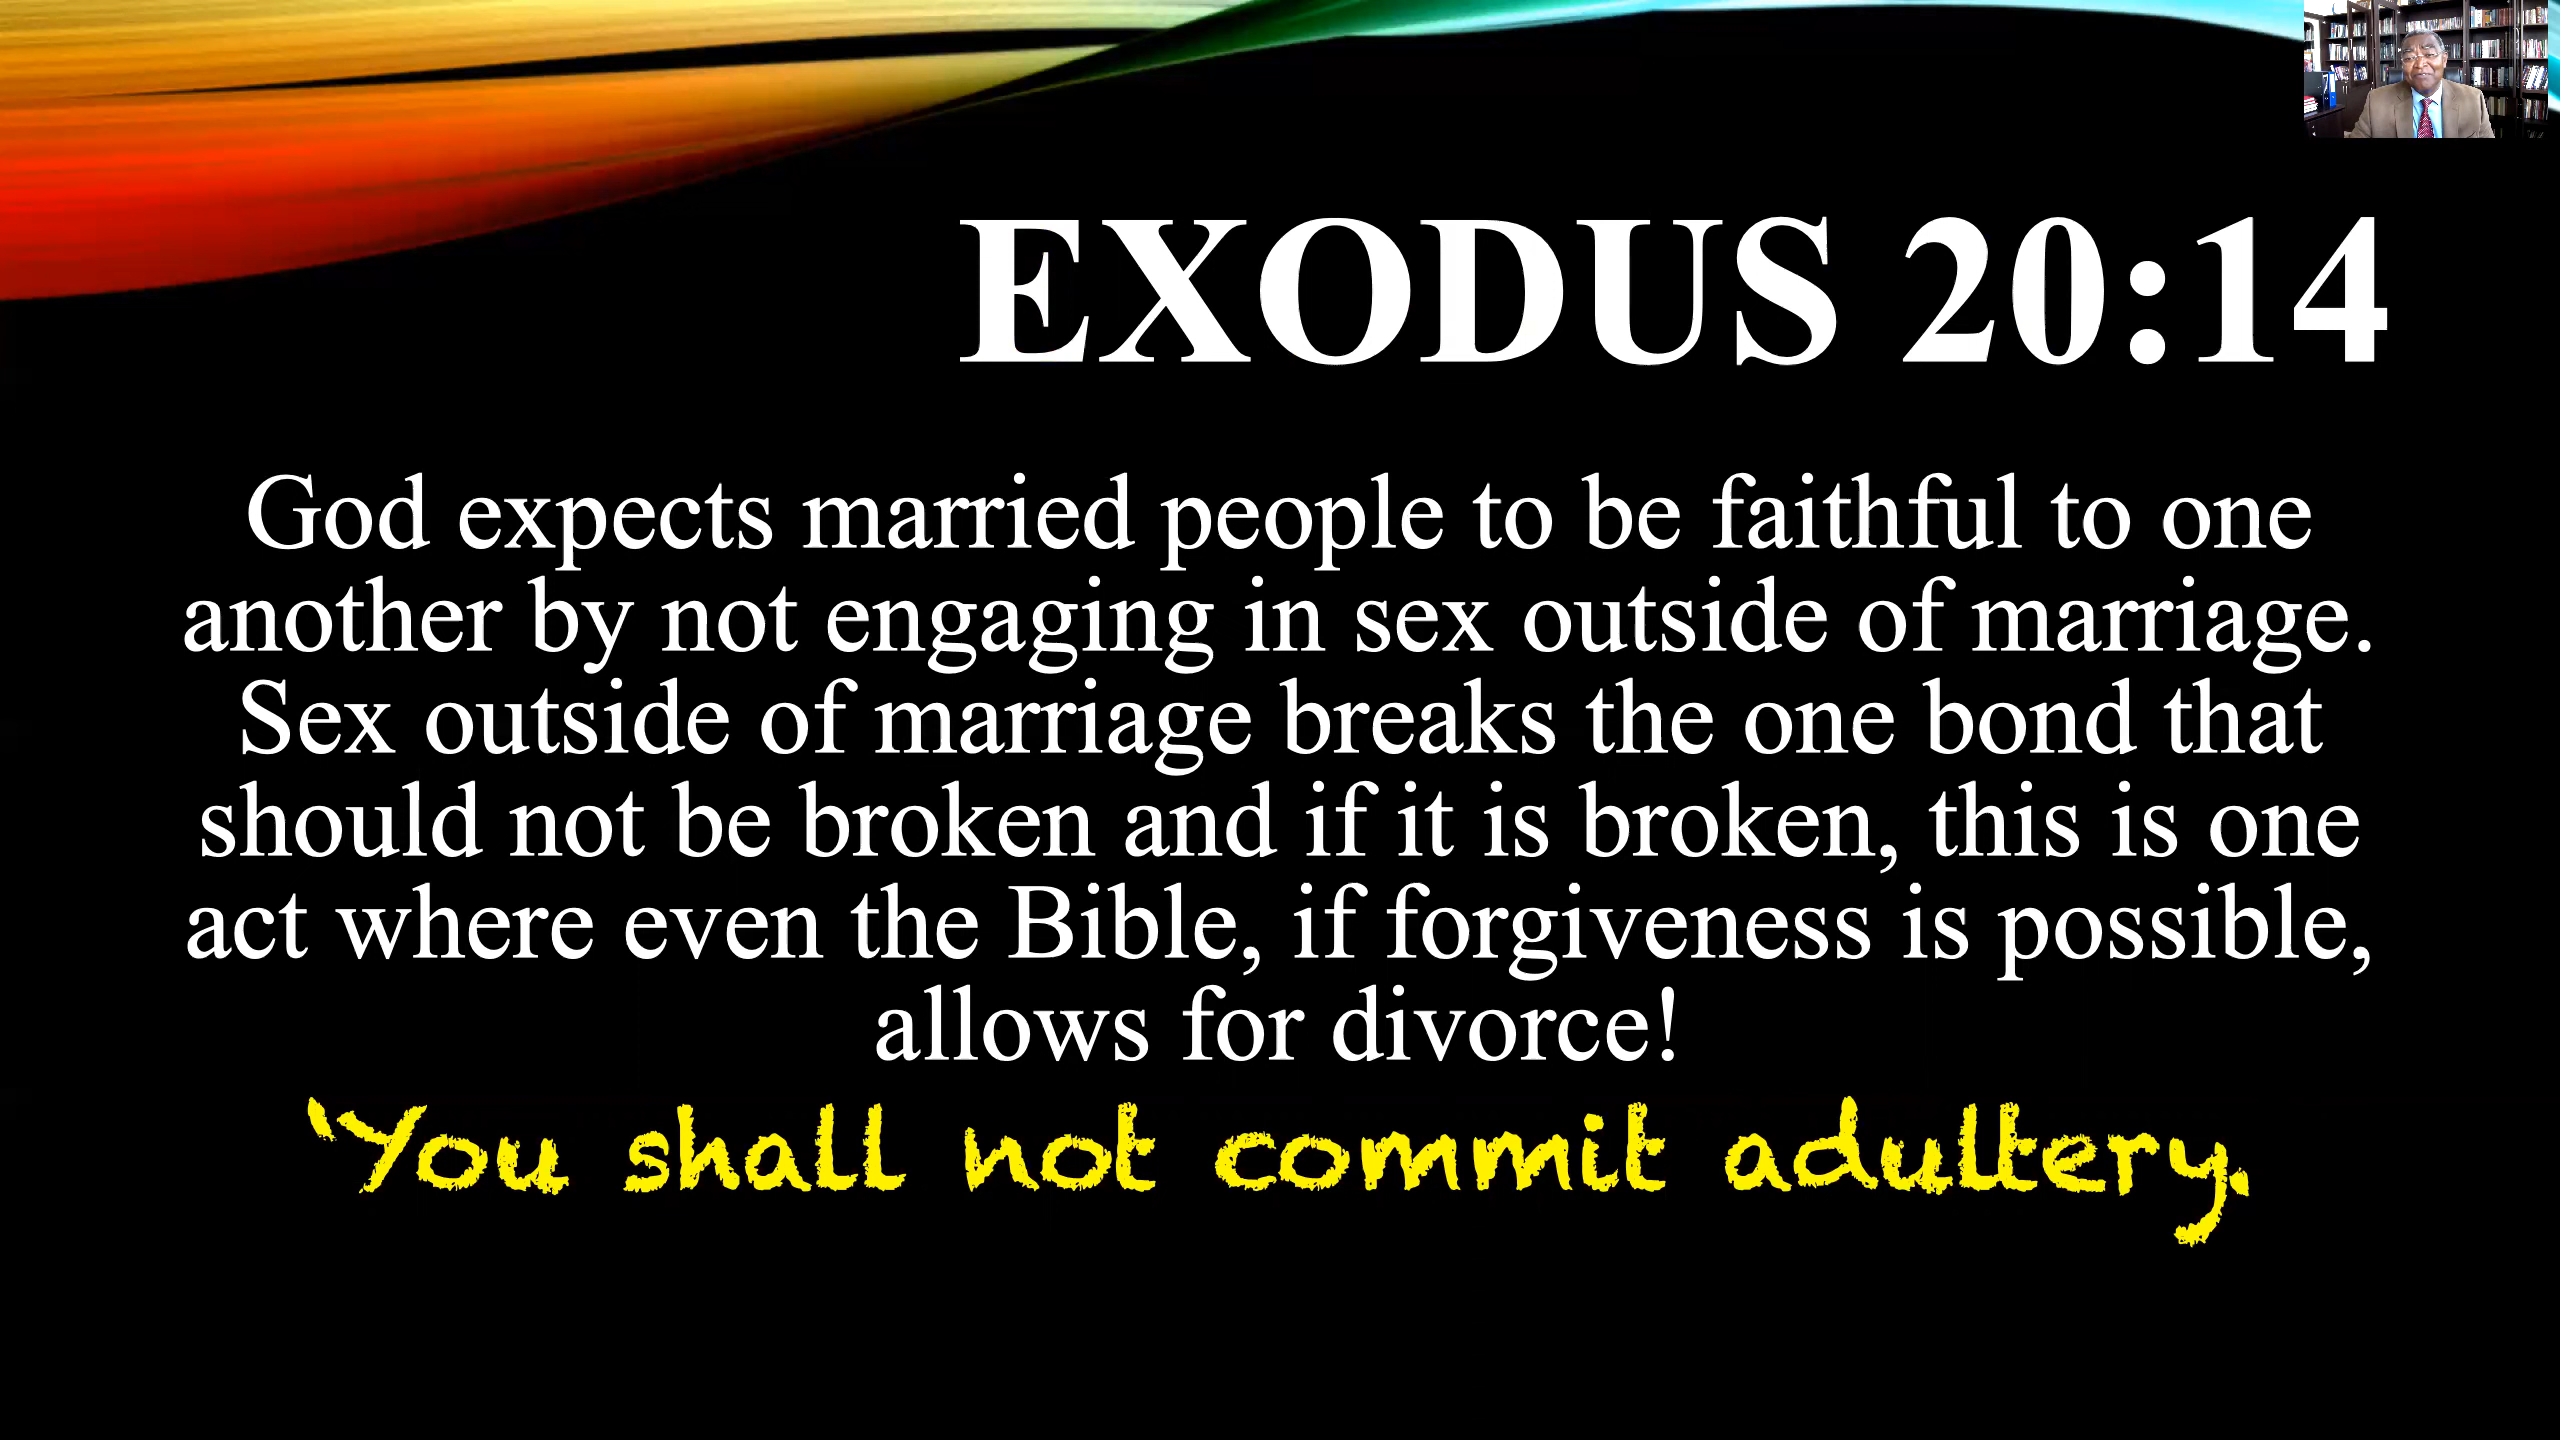 EXODUS 20:14
God expects married people to be faithful to one
another by not engaging in sex outside of marriage.
Sex outside of marriage breaks the one bond that
should not be broken and if it is broken, this is one
act where even the Bible, if forgiveness is possible,
allows for divorce!
‘You shall not commit adultery.